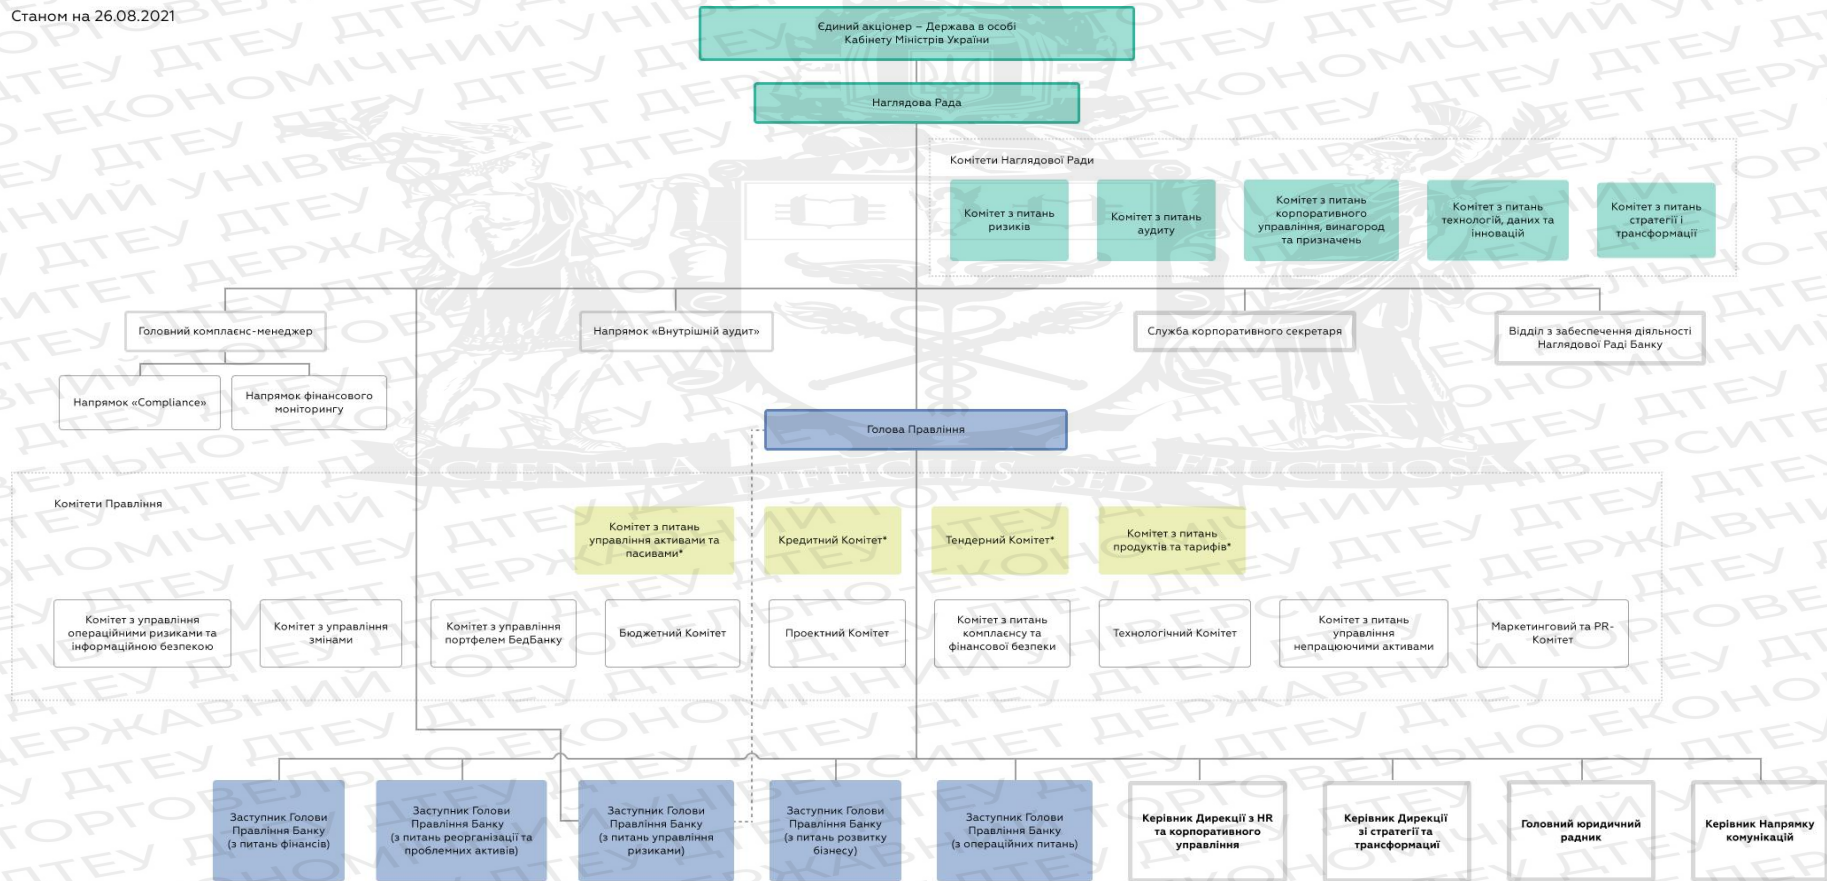 Станом на 26.08.2021
Єдиний акціонер – Держава в особі
Кабінету Міністрів України
Наглядова Рада
Комітети Наглядової Ради
Комітет з питань
ризиків
Комітет з питань
аудиту
Комітет з питань
корпоративного
управління, винагород
та призначень
Комітет з питань
технологій, даних та
інновацій
Комітет з питань
стратегії і
трансформації
Головний комплаєнс-менеджер
Напрямок «Внутрішній аудит»
Служба корпоративного секретаря
Відділ з забеспечення діяльності
Наглядової Раді Банку
Напрямок «Compliance»
Напрямок фінансового
моніторингу
Голова Правління
SCIENTIA DIFFICILIS SED FRUCTUOSA
Комітети Правління
Комітет з питань
управління активами та
пасивами*
Кредитний Комітет*
Тендерний Комітет*
Комітет з питань
продуктів та тарифів*
Комітет з управління
операційними ризиками та
інформаційною безпекою
Комітет з управління
змінами
Комітет з управління
портфелем БедБанку
Бюджетний Комітет
Проектний Комітет
Комітет з питань
комплаєнсу та
фінансової безпеки
Технологічний Комітет
Комітет з питань
управління
непрацюючими активами
Маркетинговий та PR-
Комітет
Заступник Голови
Правління Банку
(з питань фінансів)
Заступник Голови
Правління Банку
(з питань реорганізації та
проблемних активів)
Заступник Голови
Правління Банку
(з питань управління
ризиками)
Заступник Голови
Правління Банку
(з питань розвитку
бізнесу)
Заступник Голови
Правління Банку
(з операційних питань)
Керівник Дирекції з HR
та корпоративного
управління
Керівник Дирекції
зі стратегії та
трансформациї
Головний юридичний
радник
Керівник Напрямку
комунікацій